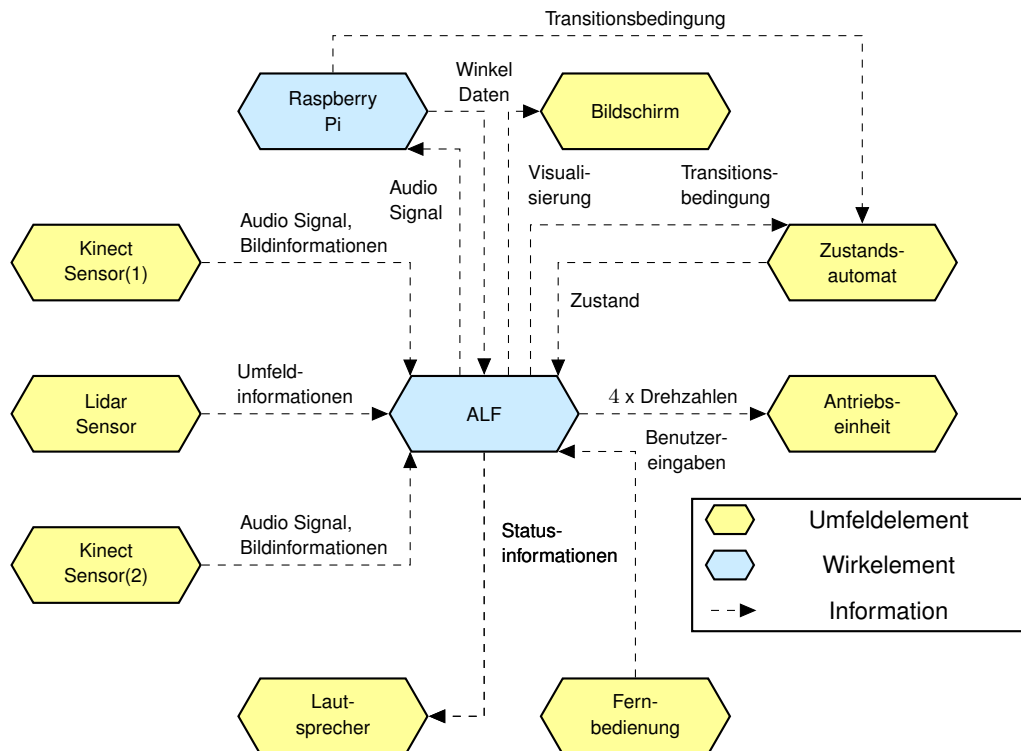 Transitionsbedingung
Raspberry
Pi
Winkel
Daten
Bildschirm
Audio
Signal
Visuali-
sierung
Transitions-
bedingung
Kinect
Sensor(1)
Audio Signal,
Bildinformationen
Zustands-
automat
Zustand
Lidar
Sensor
Umfeld-
informationen
ALF
4 x Drehzahlen
Antriebs-
einheit
Benutzer-
eingaben
Kinect
Sensor(2)
Audio Signal,
Bildinformationen
Status-
informationen
Umfeldelement
Wirkelement
Information
Laut-
sprecher
Fern-
bedienung